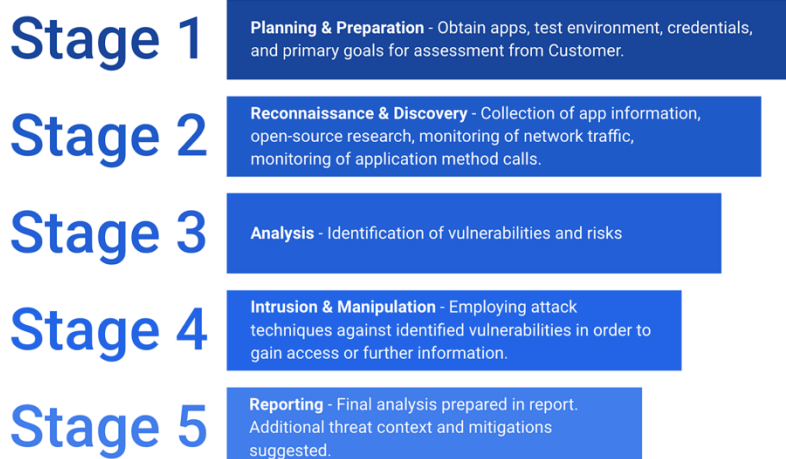 Stage 1
Planning & Preparation - Obtain apps, test environment, credentials,
and primary goals for assessment from Customer.
Stage 2
Reconnaissance & Discovery - Collection of app information,
open-source research, monitoring of network traffic,
monitoring of application method calls.
Stage 3
Analysis - Identification of vulnerabilities and risks
Stage 4
Intrusion & Manipulation - Employing attack
techniques against identified vulnerabilities in order to
gain access or further information.
Stage 5
Reporting - Final analysis prepared in report.
Additional threat context and mitigations
suggested.